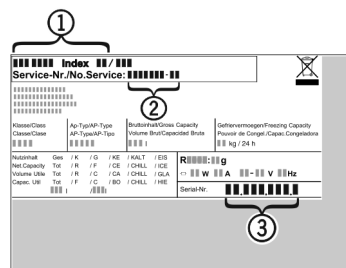 1
Index /
Service-Nr./No.Service: -
2
Klasse/Class
Classe/Clase
Ap-Typ/AP-Type
AP-Type/AP-Tipo
Bruttoinhalt/Gross Capacity
Volume Brut/Capacidad Bruta
l
Gefriervermoegen/Freezing Capacity
Pouvoir de Congel./Capac.Congeladora
kg / 24 h
Nutzinhalt Ges / K / G / KE / KALT / EIS
Net.Capacity Tot / R / F / CE / CHILL / ICE
Volume Utile Tot / R / C / CA / CHILL / GLA
Capac. Util Tot / F / C / BO / CHILL / HIE
l / l
R : g
W A - V Hz
Serial-Nr. . . .
3